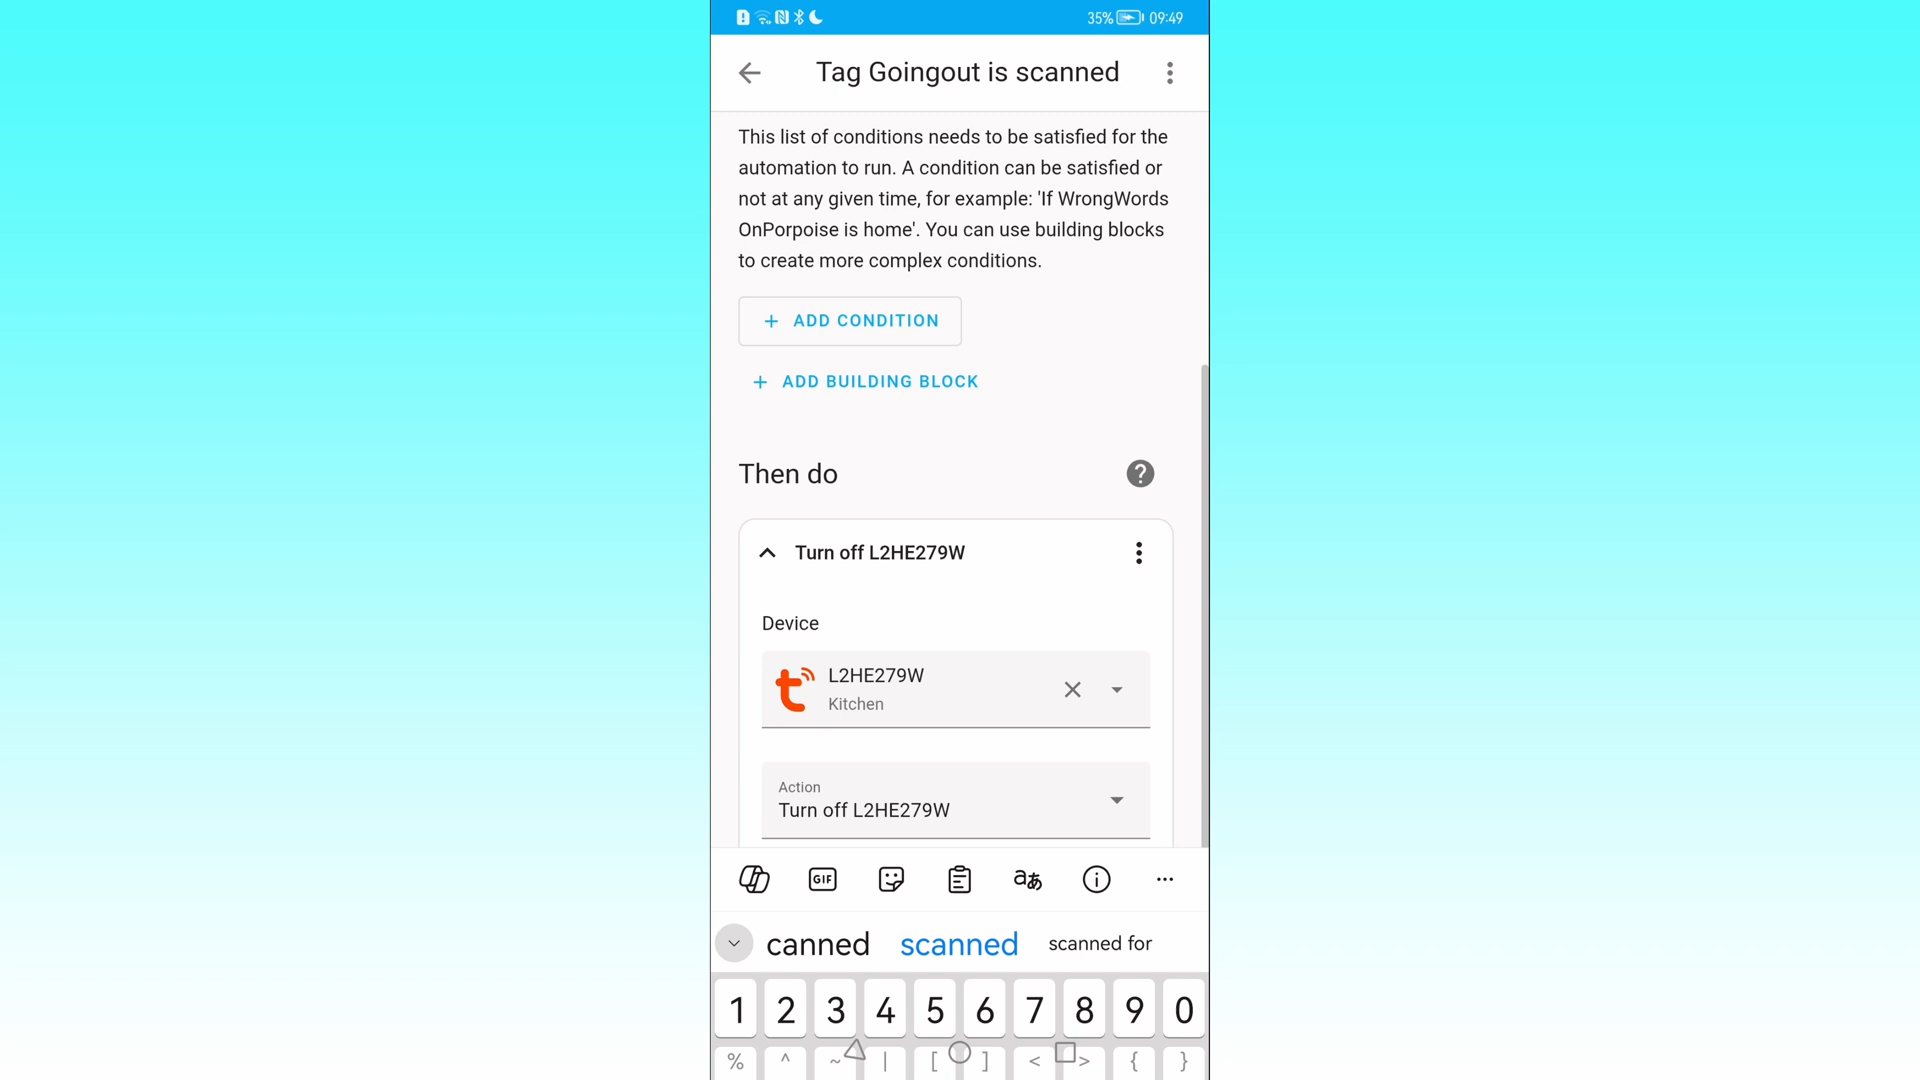 35% 09:49
Tag Goingout is scanned
This list of conditions needs to be satisfied for the
automation to run. A condition can be satisfied or
not at any given time, for example: 'If WrongWords
OnPorpoise is home'. You can use building blocks
to create more complex conditions.
+ ADD CONDITION
+ ADD BUILDING BLOCK
Then do
Turn off L2HE279W
Device
L2HE279W
Kitchen
Action
Turn off L2HE279W
GIF aあ
canned scanned scanned for
1 2 3 4 5 6 7 8 9 0
% ^ ~ | [ ] < > { }